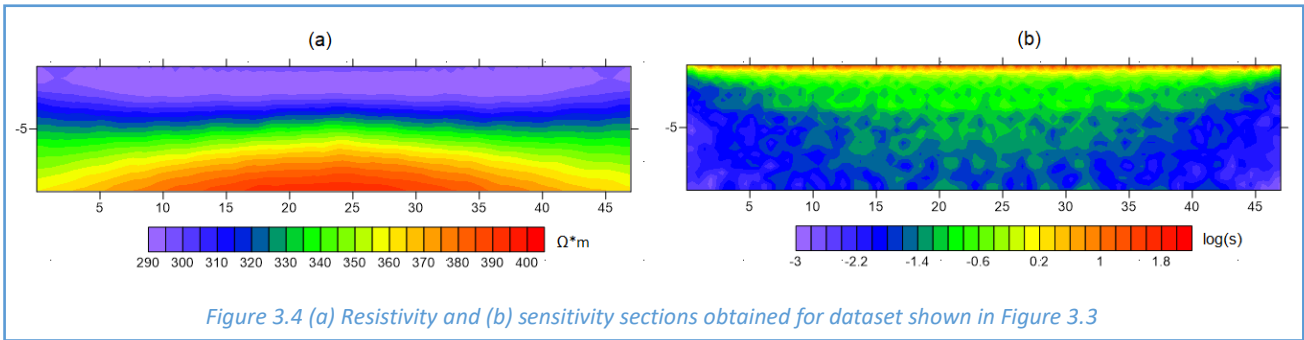 (a)
(b)
-5
-5
5 10 15 20 25 30 35 40 45
5 10 15 20 25 30 35 40 45
Ω*m
290 300 310 320 330 340 350 360 370 380 390 400
log(s)
-3 -2.2 -1.4 -0.6 0.2 1 1.8
Figure 3.4 (a) Resistivity and (b) sensitivity sections obtained for dataset shown in Figure 3.3